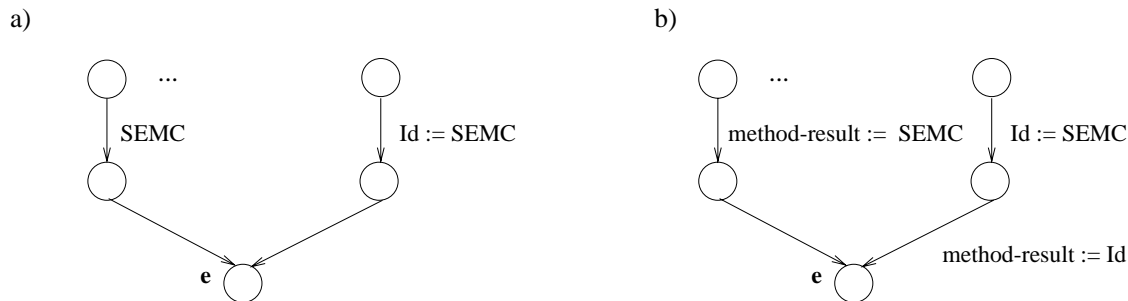 a)
b)
... ...
SEMC Id := SEMC method-result := SEMC Id := SEMC
e e method-result := Id